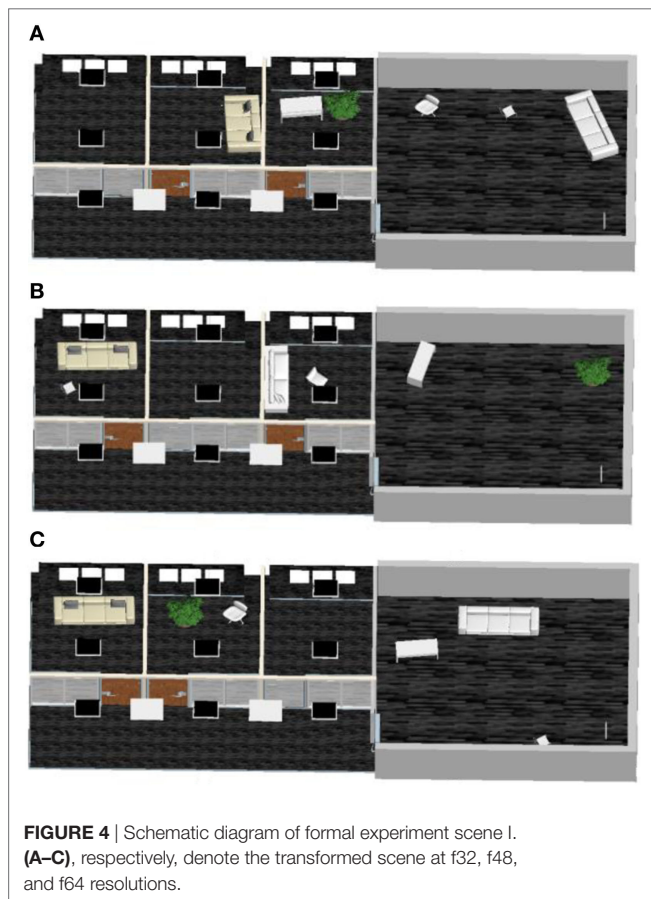 A
B
C
FIGURE 4 | Schematic diagram of formal experiment scene I.
(A–C), respectively, denote the transformed scene at f32, f48,
and f64 resolutions.